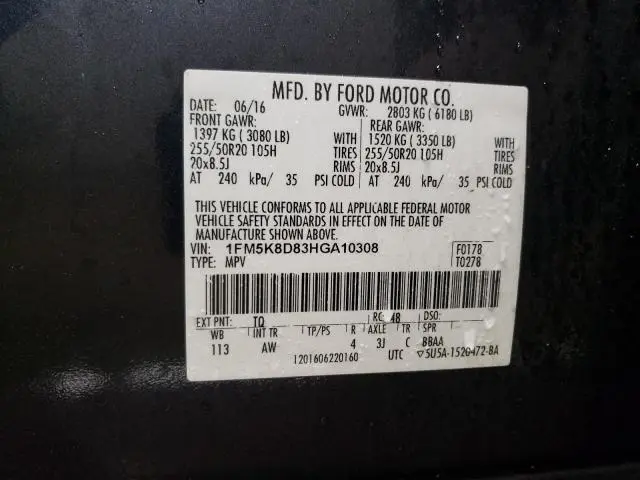 MFD. BY FORD MOTOR CO.
DATE: 06/16 GVWR: 2803 KG ( 6180 LB)
FRONT GAWR: REAR GAWR:
1397 KG ( 3080 LB) WITH 1520 KG ( 3350 LB) WITH
255/50R20 105H TIRES 255/50R20 105H TIRES
20x8.5J RIMS 20x8.5J RIMS
AT 240 kPa/ 35 PSI COLD AT 240 kPa/ 35 PSI COLD
THIS VEHICLE CONFORMS TO ALL APPLICABLE FEDERAL MOTOR
VEHICLE SAFETY STANDARDS IN EFFECT ON THE DATE OF
MANUFACTURE SHOWN ABOVE.
VIN: 1FM5K8D83HGA10308 F0178
TYPE: MPV T0278
EXT PNT: TQ RC: 48 DSO:
WB INT TR TP/PS R AXLE TR SPR
113 AW 4 3J C BBAA
1201606220160 UTC ▽5U5A-1520472-BA